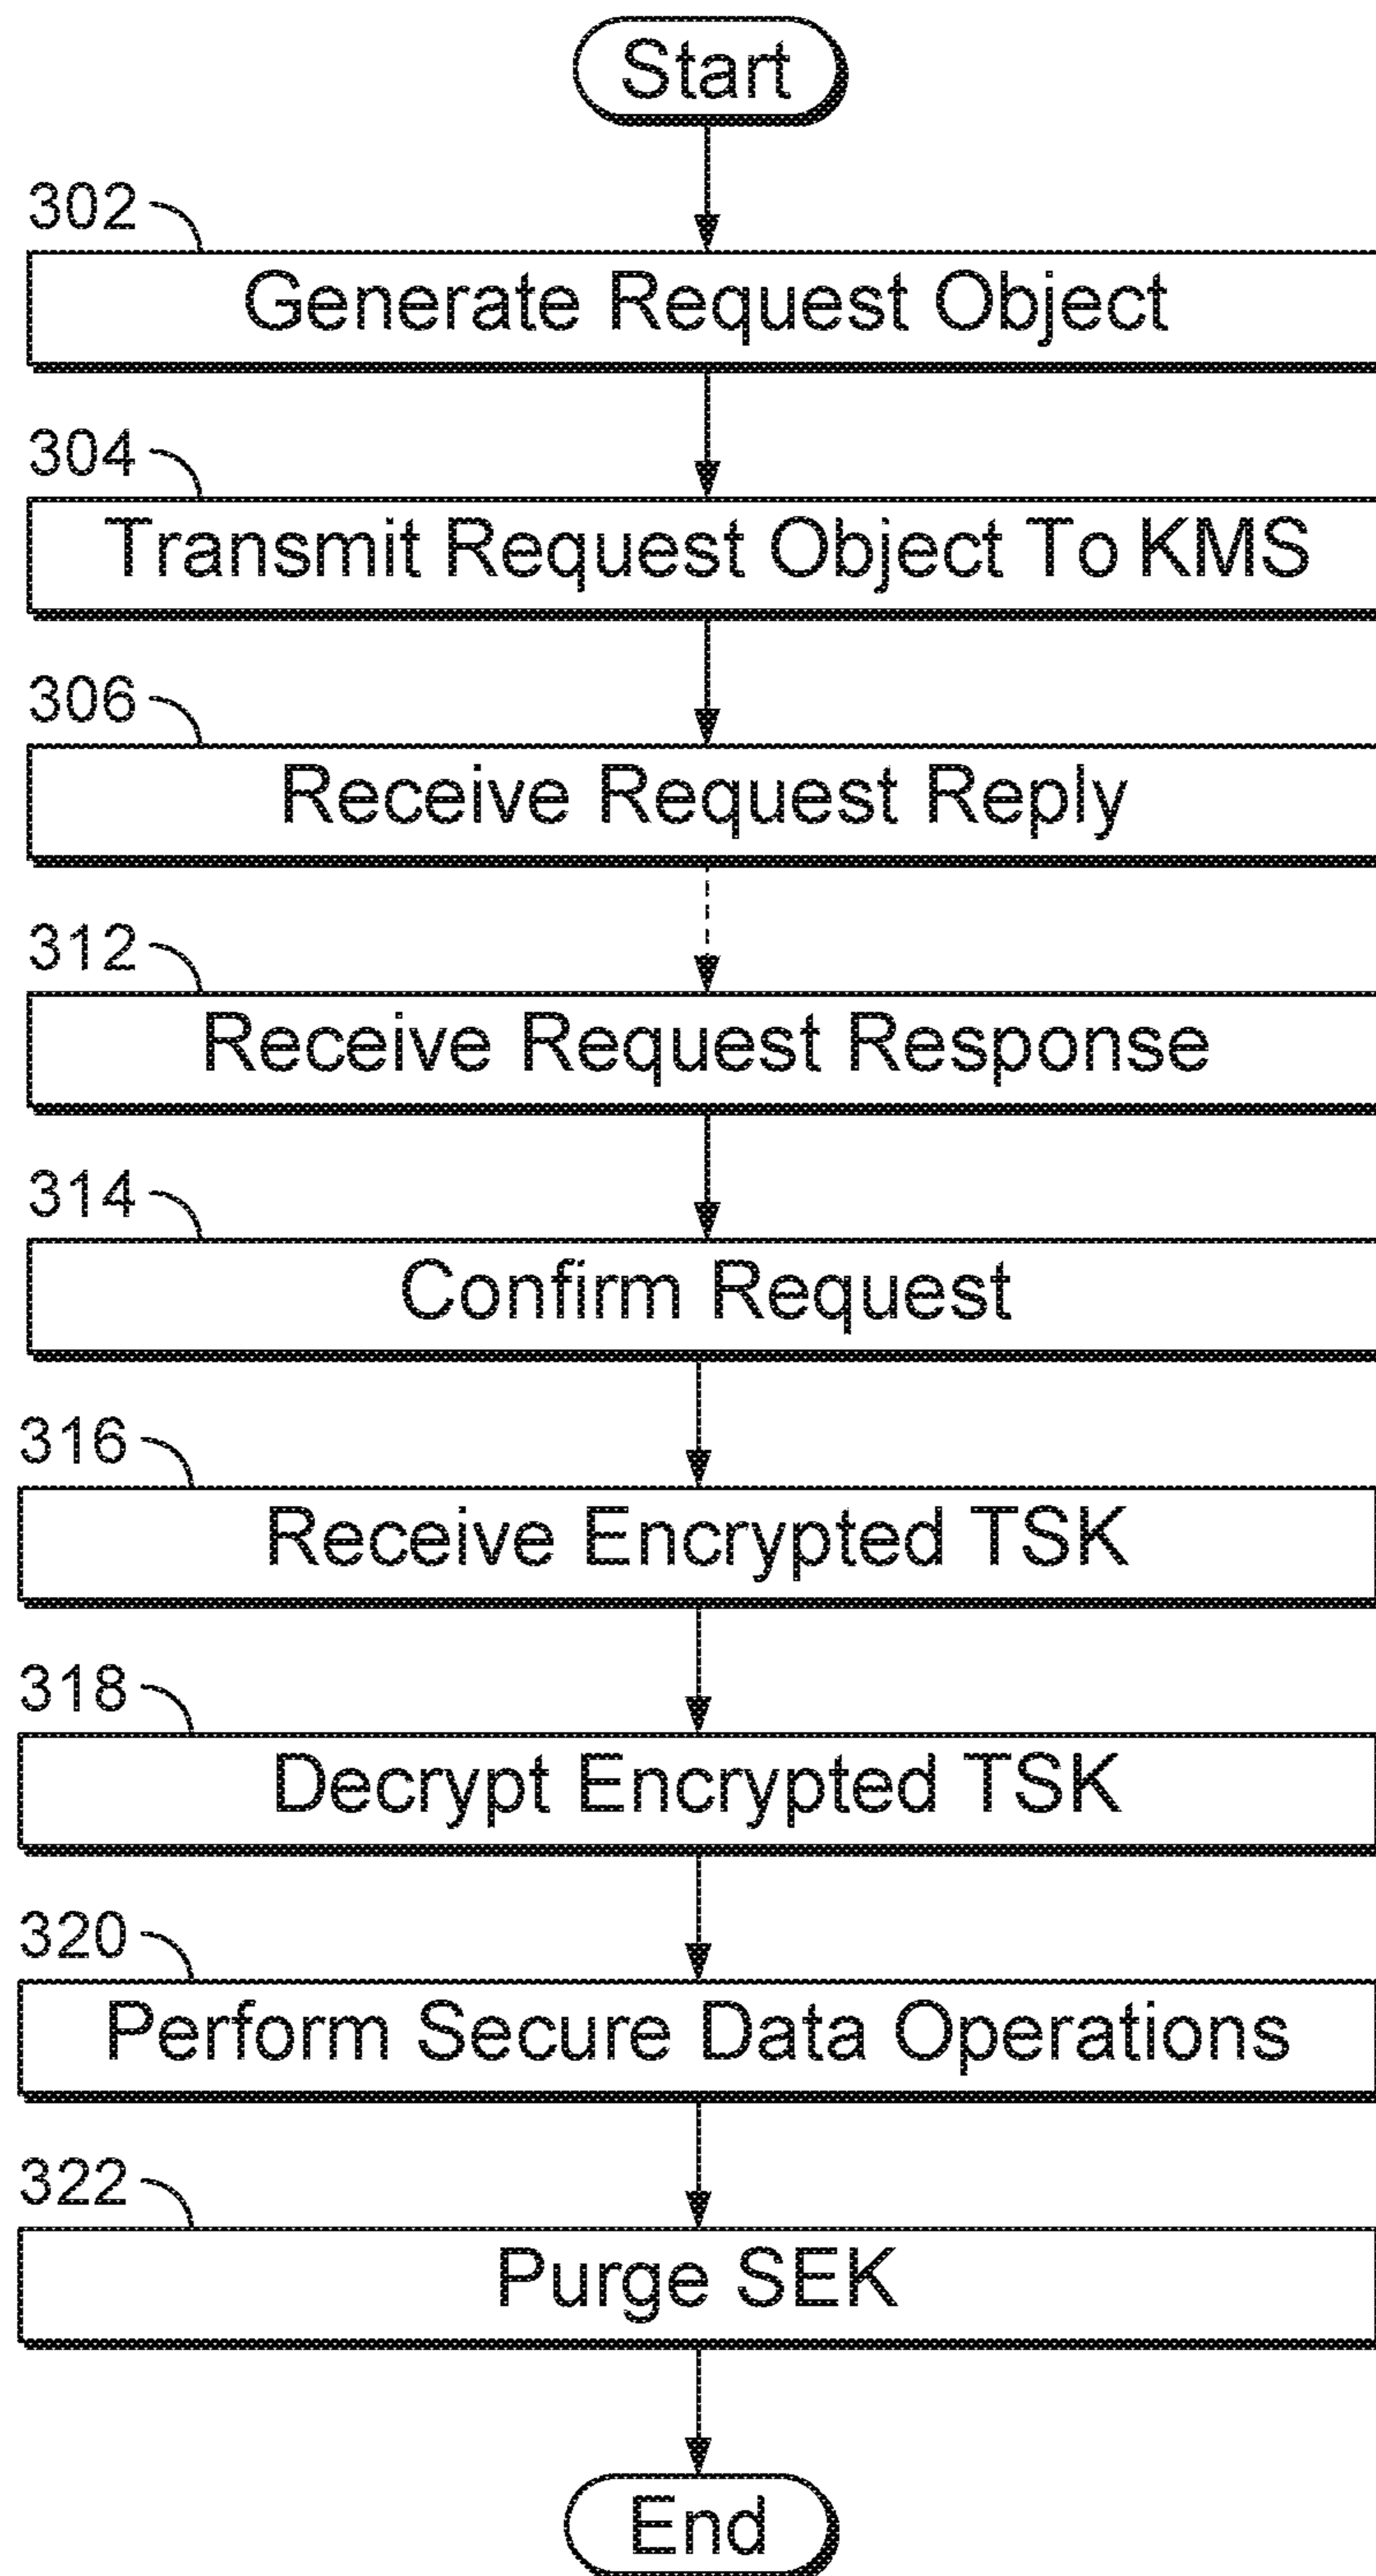 Start
302
Generate Request Object
304
Transmit Request Object To KMS
306
Receive Request Reply
312
Receive Request Response
314
Confirm Request
316
Receive Encrypted TSK
318
Decrypt Encrypted TSK
320
Perform Secure Data Operations
322
Purge SEK
End